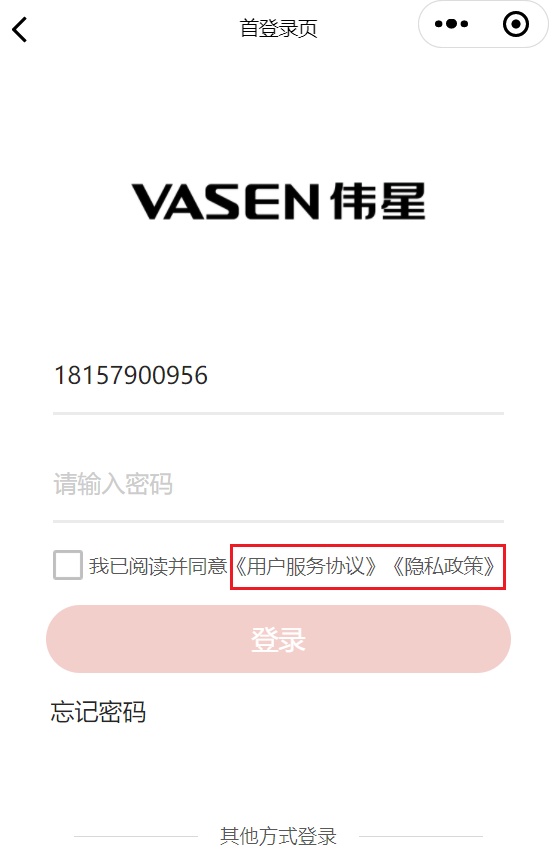 首登录页
VASEN 伟星
18157900956
请输入密码
我已阅读并同意《用户服务协议》《隐私政策》
登录
忘记密码
其他方式登录